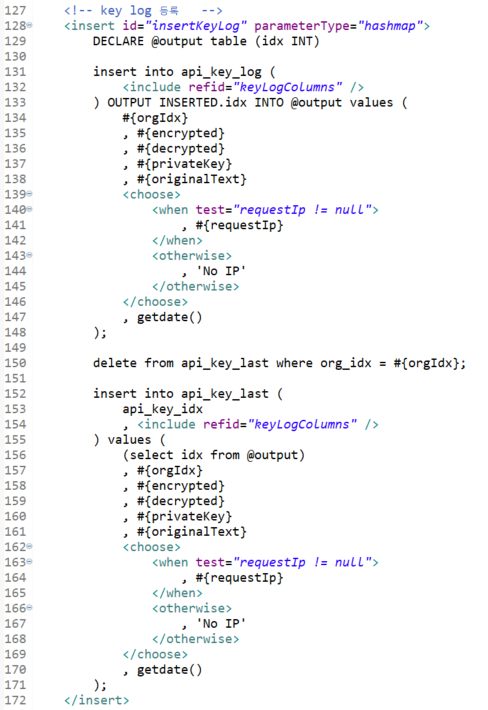 127 <!-- key log 등록 -->
128 <insert id="insertKeyLog" parameterType="hashmap">
129 DECLARE @output table (idx INT)
130
131 insert into api_key_log (
132 <include refid="keyLogColumns" />
133 ) OUTPUT INSERTED.idx INTO @output values (
134 #{orgIdx}
135 , #{encrypted}
136 , #{decrypted}
137 , #{privateKey}
138 , #{originalText}
139 <choose>
140 <when test="requestIp != null">
141 , #{requestIp}
142 </when>
143 <otherwise>
144 , 'No IP'
145 </otherwise>
146 </choose>
147 , getdate()
148 );
149
150 delete from api_key_last where org_idx = #{orgIdx};
151
152 insert into api_key_last (
153 api_key_idx
154 , <include refid="keyLogColumns" />
155 ) values (
156 (select idx from @output)
157 , #{orgIdx}
158 , #{encrypted}
159 , #{decrypted}
160 , #{privateKey}
161 , #{originalText}
162 <choose>
163 <when test="requestIp != null">
164 , #{requestIp}
165 </when>
166 <otherwise>
167 , 'No IP'
168 </otherwise>
169 </choose>
170 , getdate()
171 );
172 </insert>